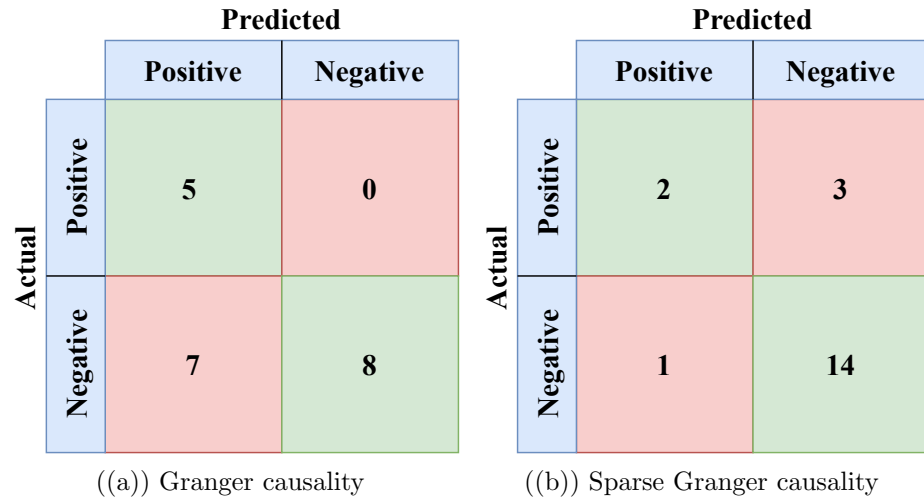 Predicted
Positive Negative
Actual
Positive
5 0
Negative
7 8
((a)) Granger causality
Predicted
Positive Negative
Actual
Positive
2 3
Negative
1 14
((b)) Sparse Granger causality